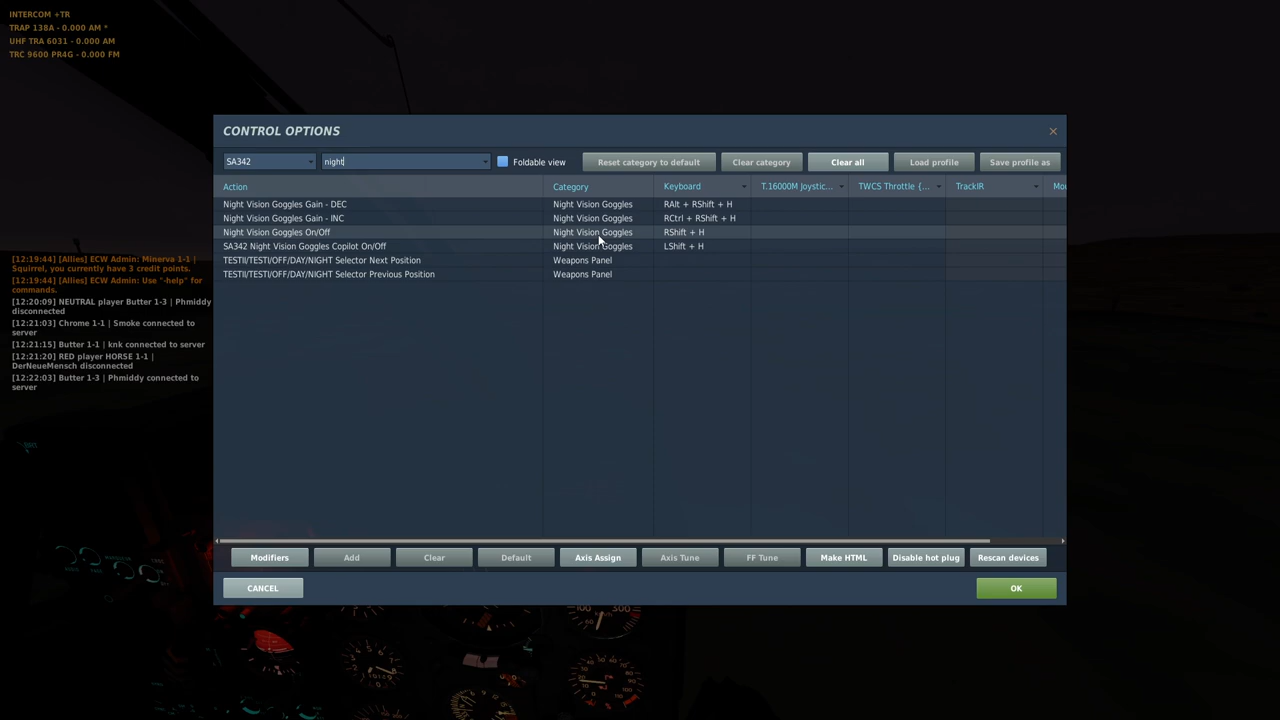 INTERCOM +TR
TRAP 138A - 0.000 AM *
UHF TRA 6031 - 0.000 AM
TRC 9600 PR4G - 0.000 FM
CONTROL OPTIONS
SA342 night Foldable view Reset category to default Clear category Clear all Load profile Save profile as
Action Category Keyboard T.16000M Joystic... TWCS Throttle {... TrackIR Mou
Night Vision Goggles Gain - DEC Night Vision Goggles RAlt + RShift + H
Night Vision Goggles Gain - INC Night Vision Goggles RCtrl + RShift + H
Night Vision Goggles On/Off Night Vision Goggles RShift + H
SA342 Night Vision Goggles Copilot On/Off Night Vision Goggles LShift + H
TESTII/TESTI/OFF/DAY/NIGHT Selector Next Position Weapons Panel
TESTII/TESTI/OFF/DAY/NIGHT Selector Previous Position Weapons Panel
[12:19:44] [Allies] ECW Admin: Minerva 1-1 |
Squirrel, you currently have 3 credit points.
[12:19:44] [Allies] ECW Admin: Use "-help" for
commands.
[12:20:09] NEUTRAL player Butter 1-3 | Phmiddy
disconnected
[12:21:03] Chrome 1-1 | Smoke connected to
server
[12:21:15] Butter 1-1 | knk connected to server
[12:21:20] RED player HORSE 1-1 |
DerNeueMensch disconnected
[12:22:03] Butter 1-3 | Phmiddy connected to
server
Modifiers Add Clear Default Axis Assign Axis Tune FF Tune Make HTML Disable hot plug Rescan devices
CANCEL OK